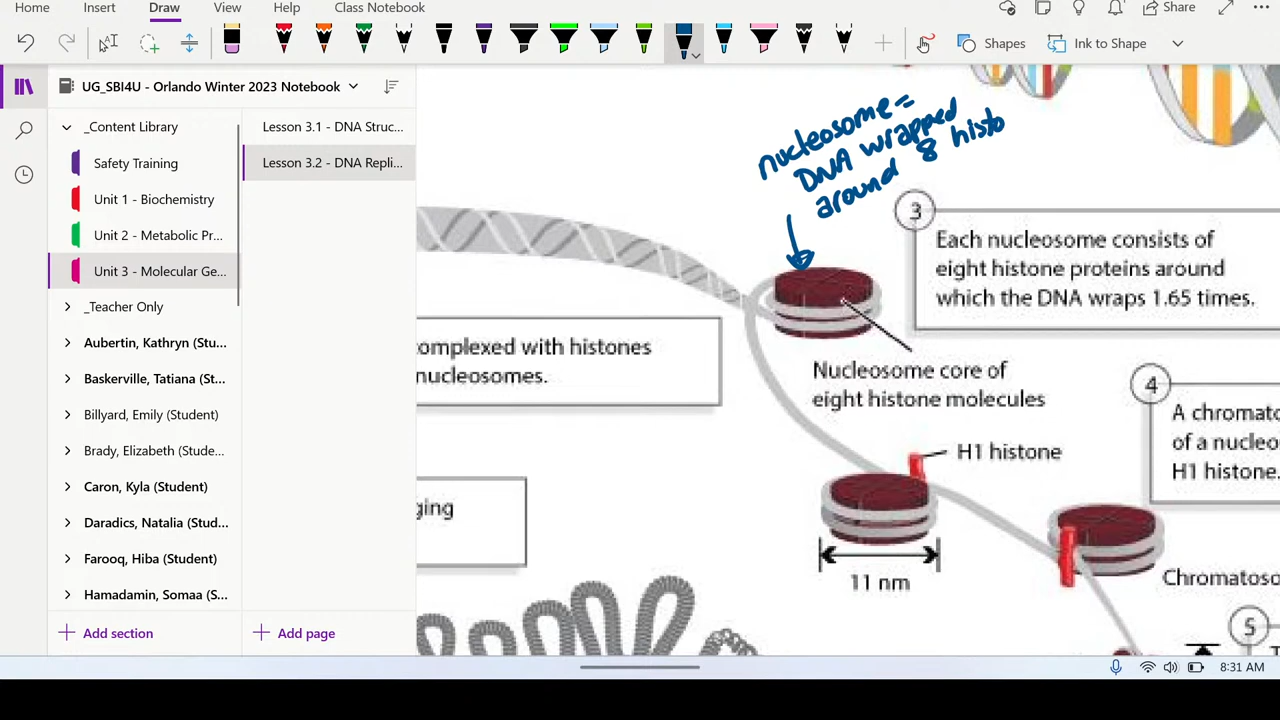 Home Insert Draw View Help Class Notebook Share
Shapes Ink to Shape
UG_SBI4U - Orlando Winter 2023 Notebook
_Content Library
Safety Training
Unit 1 - Biochemistry
Unit 2 - Metabolic Pr...
Unit 3 - Molecular Ge...
_Teacher Only
Aubertin, Kathryn (Stu...
Baskerville, Tatiana (St...
Billyard, Emily (Student)
Brady, Elizabeth (Stude...
Caron, Kyla (Student)
Daradics, Natalia (Stud...
Farooq, Hiba (Student)
Hamadamin, Somaa (S...
Add section
Lesson 3.1 - DNA Struc...
Lesson 3.2 - DNA Repli...
Add page
nucleosome =
DNA wrapped
around 8 histo
3
Each nucleosome consists of
eight histone proteins around
which the DNA wraps 1.65 times.
complexed with histones
nucleosomes.
Nucleosome core of
eight histone molecules
4
A chromato
of a nucleo
H1 histone.
H1 histone
ging
11 nm
Chromatoso
5
8:31 AM